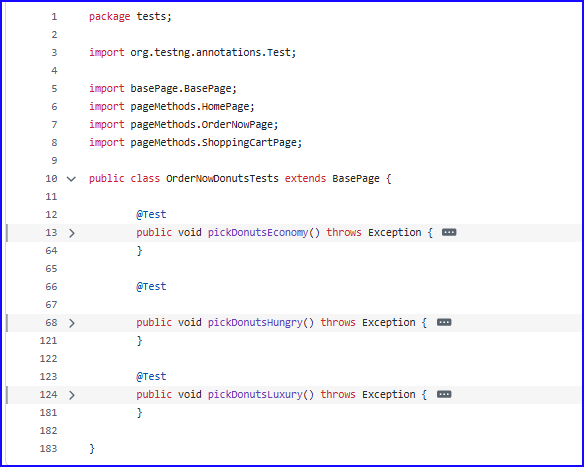 1 package tests;
2
3 import org.testng.annotations.Test;
4
5 import basePage.BasePage;
6 import pageMethods.HomePage;
7 import pageMethods.OrderNowPage;
8 import pageMethods.ShoppingCartPage;
9
10 public class OrderNowDonutsTests extends BasePage {
11
12 @Test
13 public void pickDonutsEconomy() throws Exception { ...
64 }
65
66 @Test
67
68 public void pickDonutsHungry() throws Exception { ...
121 }
122
123 @Test
124 public void pickDonutsLuxury() throws Exception { ...
181 }
182
183 }